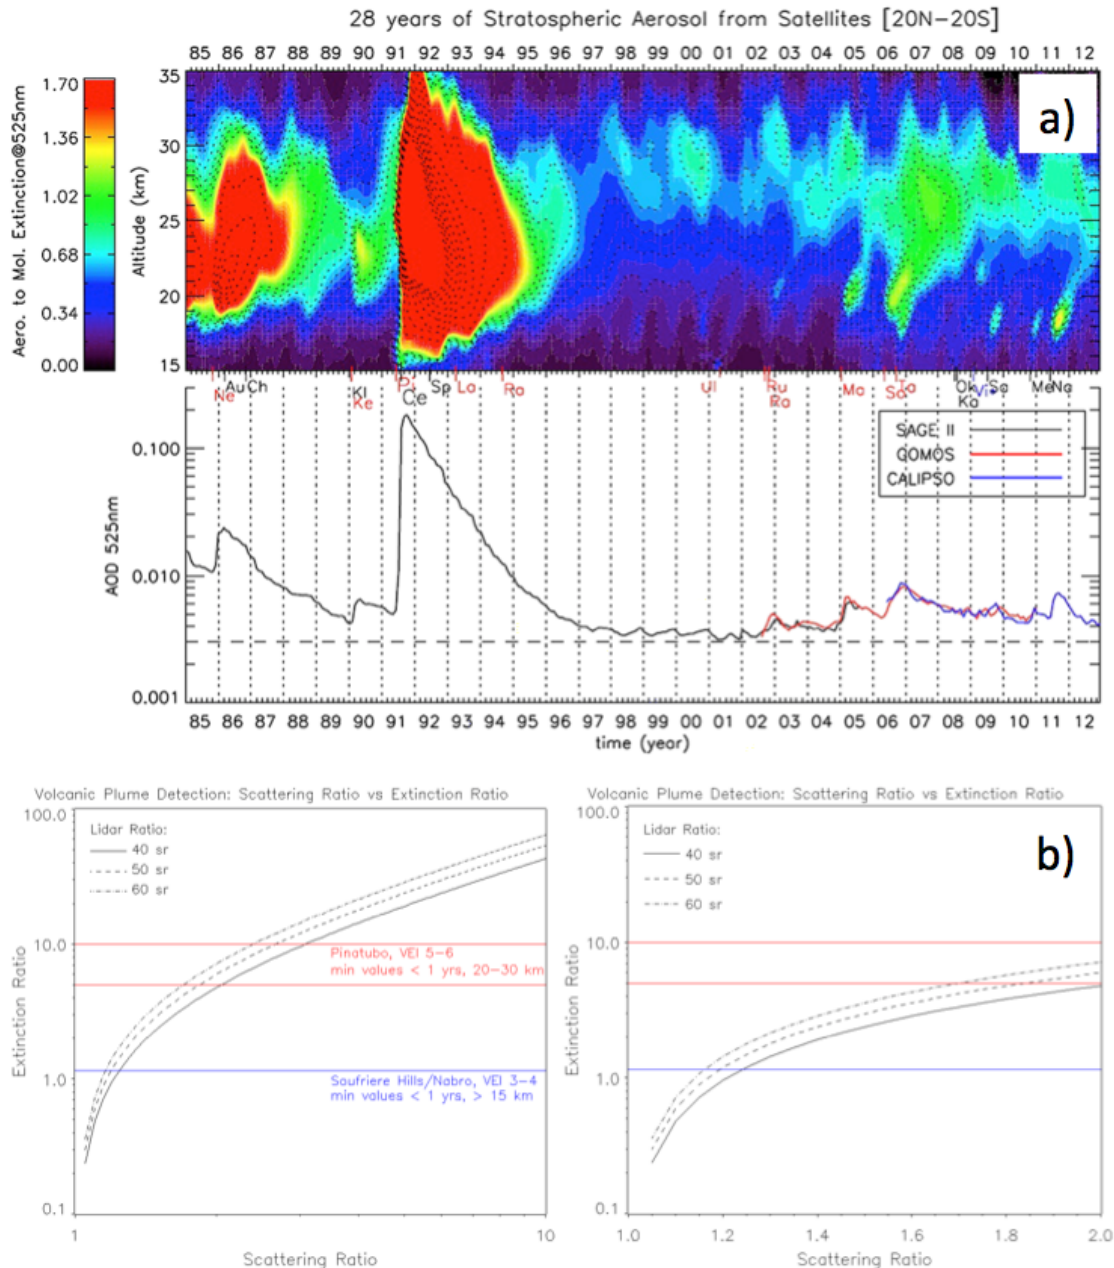 28 years of Stratospheric Aerosol from Satellites [20N-20S]
85 86 87 88 89 90 91 92 93 94 95 96 97 98 99 00 01 02 03 04 05 06 07 08 09 10 11 12
a)
Aero. to Mol. Extinction@525nm
1.70
1.36
1.02
0.68
0.34
0.00
Altitude (km)
35
30
25
20
15
Ne Au Ch Kl Ke Pi Ce Sp La Ra Ul Ru Ra Ma So Ta Ok Ka Vi Sa Me Na
SAGE II
GOMOS
CALIPSO
AOD 525nm
0.100
0.010
0.001
85 86 87 88 89 90 91 92 93 94 95 96 97 98 99 00 01 02 03 04 05 06 07 08 09 10 11 12
time (year)
Volcanic Plume Detection: Scattering Ratio vs Extinction Ratio
100.0
10.0
1.0
0.1
Extinction Ratio
Lidar Ratio:
40 sr
50 sr
60 sr
Pinatubo, VEI 5-6
min values < 1 yrs, 20-30 km
Soufriere Hills/Nabro, VEI 3-4
min values < 1 yrs, > 15 km
1 10
Scattering Ratio
Volcanic Plume Detection: Scattering Ratio vs Extinction Ratio
b)
100.0
10.0
1.0
0.1
Extinction Ratio
Lidar Ratio:
40 sr
50 sr
60 sr
1.0 1.2 1.4 1.6 1.8 2.0
Scattering Ratio